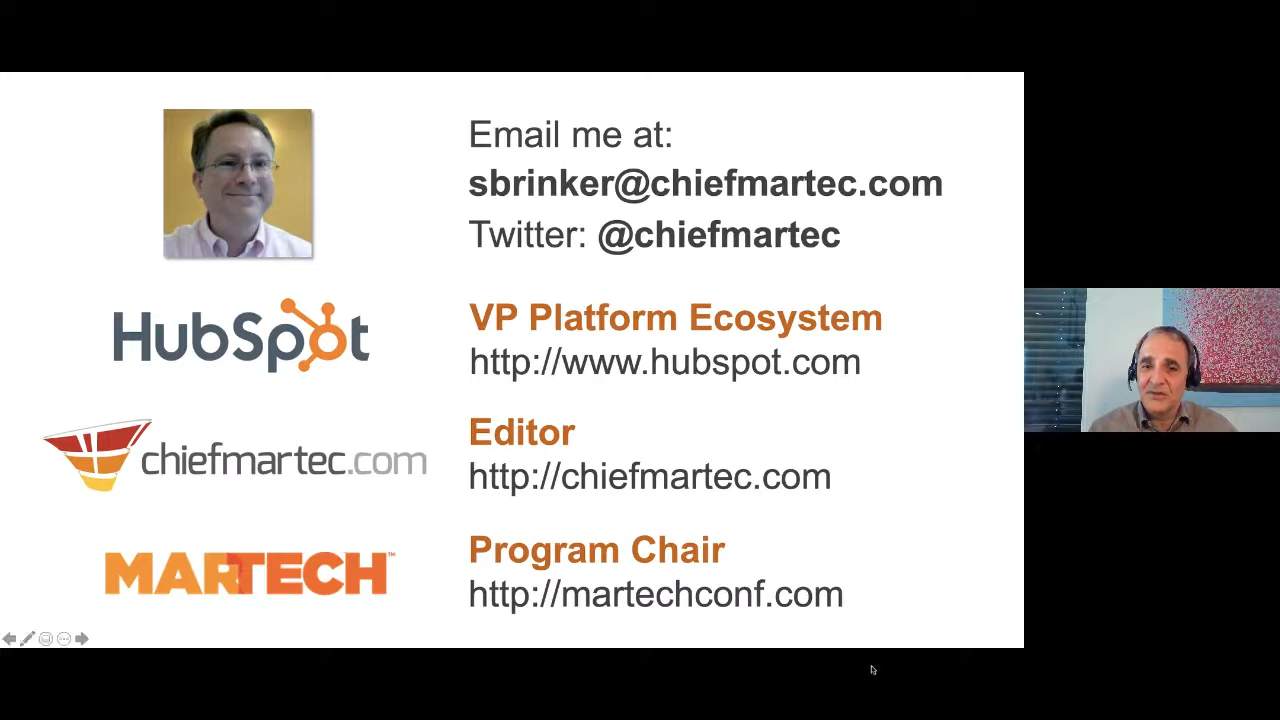 Email me at:
sbrinker@chiefmartec.com
Twitter: @chiefmartec
HubSpot
VP Platform Ecosystem
http://www.hubspot.com
chiefmartec.com
Editor
http://chiefmartec.com
MARTECH™
Program Chair
http://martechconf.com